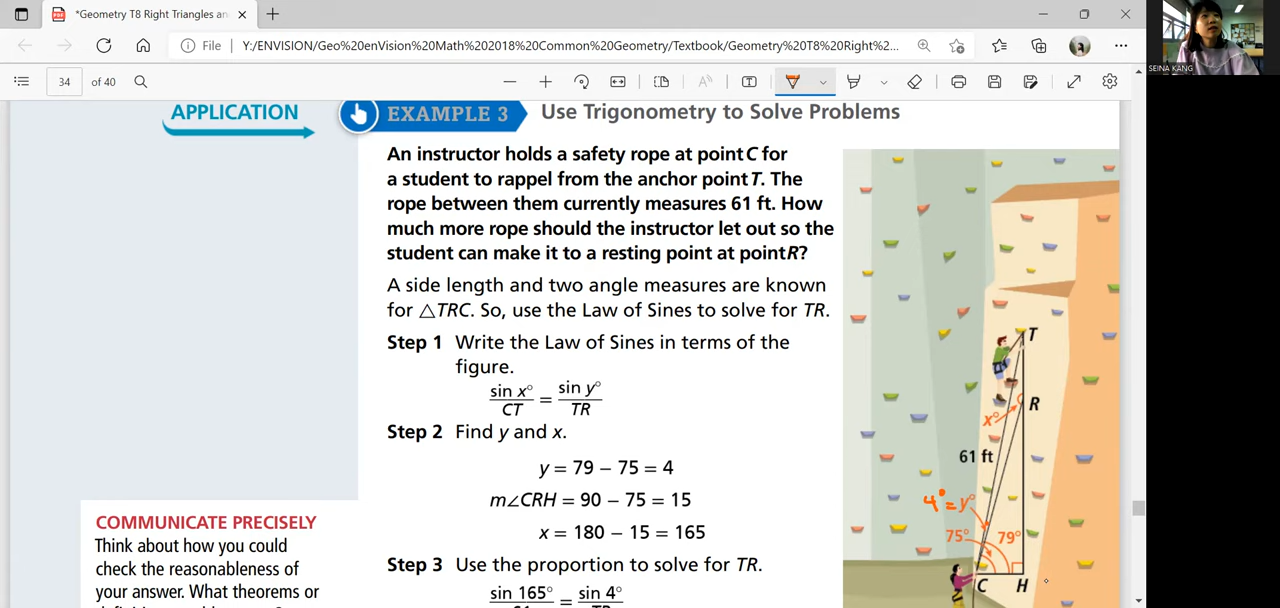 *Geometry T8 Right Triangles an
File
Y:/ENVISION/Geo%20enVision%20Math%202018%20Common%20Geometry/Textbook/Geometry%20T8%20Right%2...
SEINA KANG
34 of 40
APPLICATION
EXAMPLE 3 Use Trigonometry to Solve Problems
An instructor holds a safety rope at point C for
a student to rappel from the anchor point T. The
rope between them currently measures 61 ft. How
much more rope should the instructor let out so the
student can make it to a resting point at point R?
A side length and two angle measures are known
for △TRC. So, use the Law of Sines to solve for TR.
Step 1 Write the Law of Sines in terms of the
figure.
sin x°/CT = sin y°/TR
Step 2 Find y and x.
y = 79 − 75 = 4
m∠CRH = 90 − 75 = 15
x = 180 − 15 = 165
Step 3 Use the proportion to solve for TR.
sin 165°/61 = sin 4°/TR
COMMUNICATE PRECISELY
Think about how you could
check the reasonableness of
your answer. What theorems or
T
R
x°
61 ft
4° = y°
75° 79°
C H